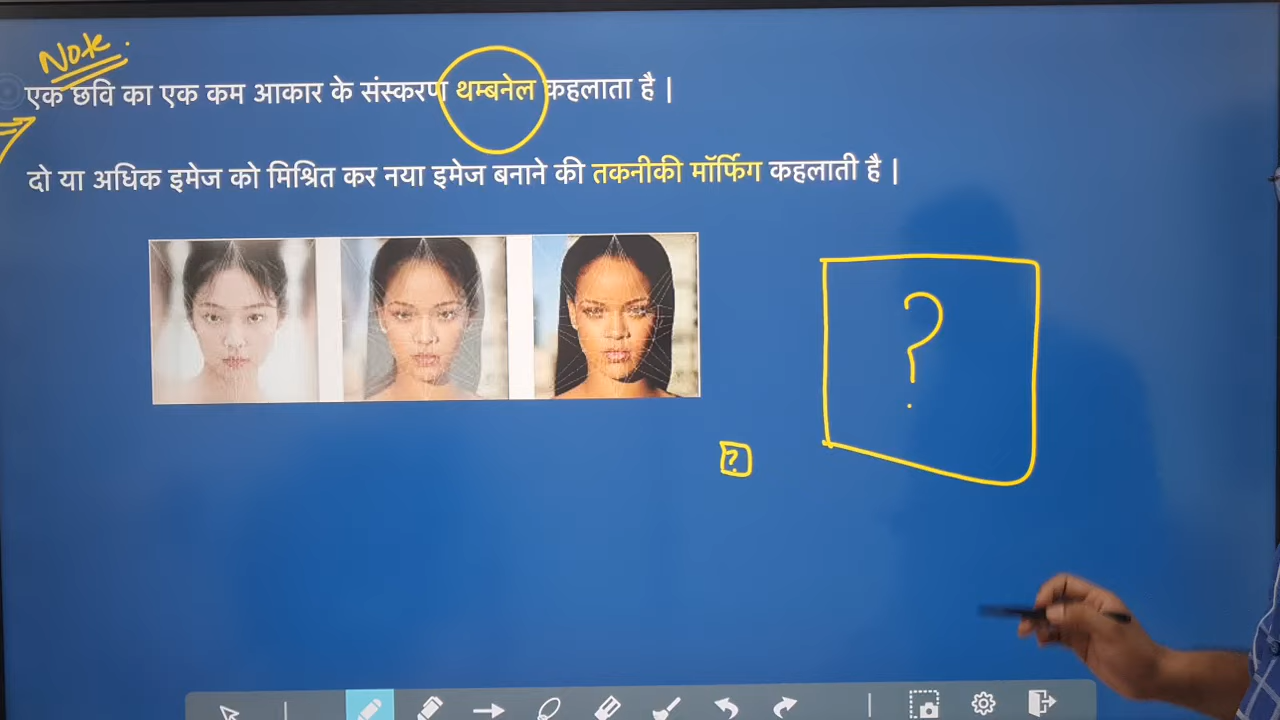 Note.
एक छवि का एक कम आकार के संस्करण थम्बनेल कहलाता है |
दो या अधिक इमेज को मिश्रित कर नया इमेज बनाने की तकनीकी मॉर्फिंग कहलाती है |
?
?